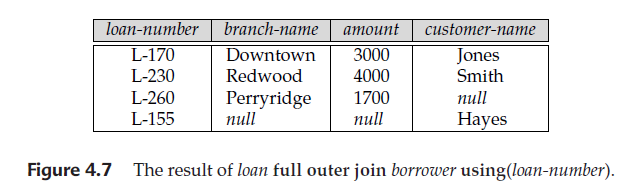 loan-number branch-name amount customer-name
L-170 Downtown 3000 Jones
L-230 Redwood 4000 Smith
L-260 Perryridge 1700 null
L-155 null null Hayes
Figure 4.7 The result of loan full outer join borrower using(loan-number).